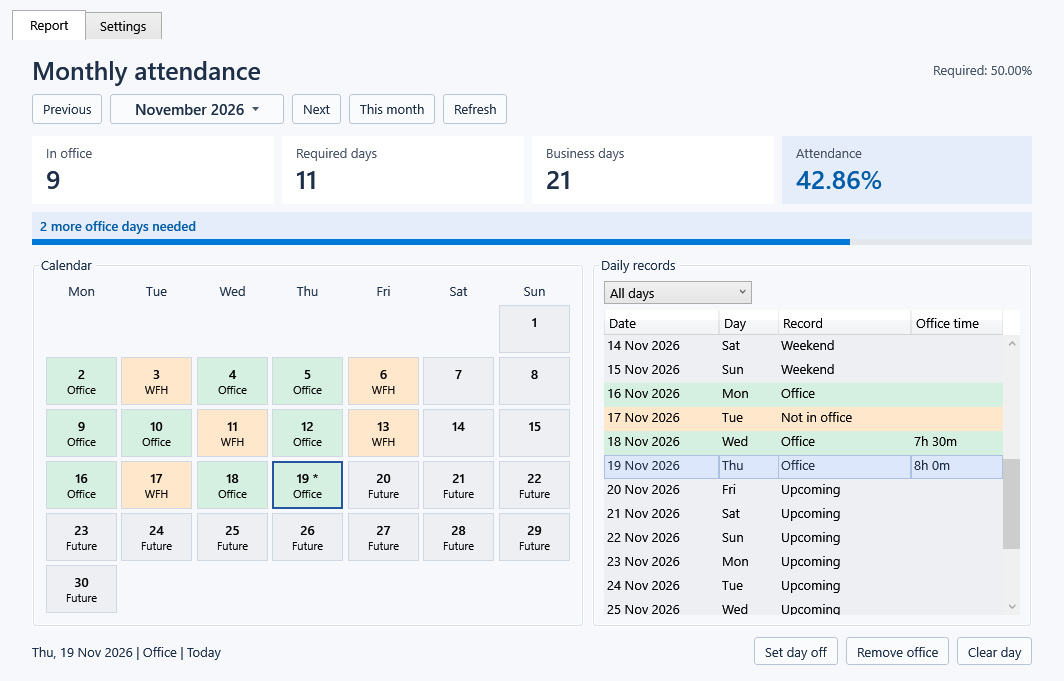 Report Settings
Monthly attendance
Required: 50.00%
Previous November 2026 Next This month Refresh
In office Required days Business days Attendance
9 11 21 42.86%
2 more office days needed
Calendar
Mon Tue Wed Thu Fri Sat Sun
1
2 3 4 5 6 7 8
Office WFH Office Office WFH
9 10 11 12 13 14 15
Office Office WFH Office WFH
16 17 18 19 * 20 21 22
Office WFH Office Office Future Future Future
23 24 25 26 27 28 29
Future Future Future Future Future Future Future
30
Future
Daily records
All days
Date Day Record Office time
14 Nov 2026 Sat Weekend
15 Nov 2026 Sun Weekend
16 Nov 2026 Mon Office
17 Nov 2026 Tue Not in office
18 Nov 2026 Wed Office 7h 30m
19 Nov 2026 Thu Office 8h 0m
20 Nov 2026 Fri Upcoming
21 Nov 2026 Sat Upcoming
22 Nov 2026 Sun Upcoming
23 Nov 2026 Mon Upcoming
24 Nov 2026 Tue Upcoming
25 Nov 2026 Wed Upcoming
Thu, 19 Nov 2026 | Office | Today
Set day off Remove office Clear day